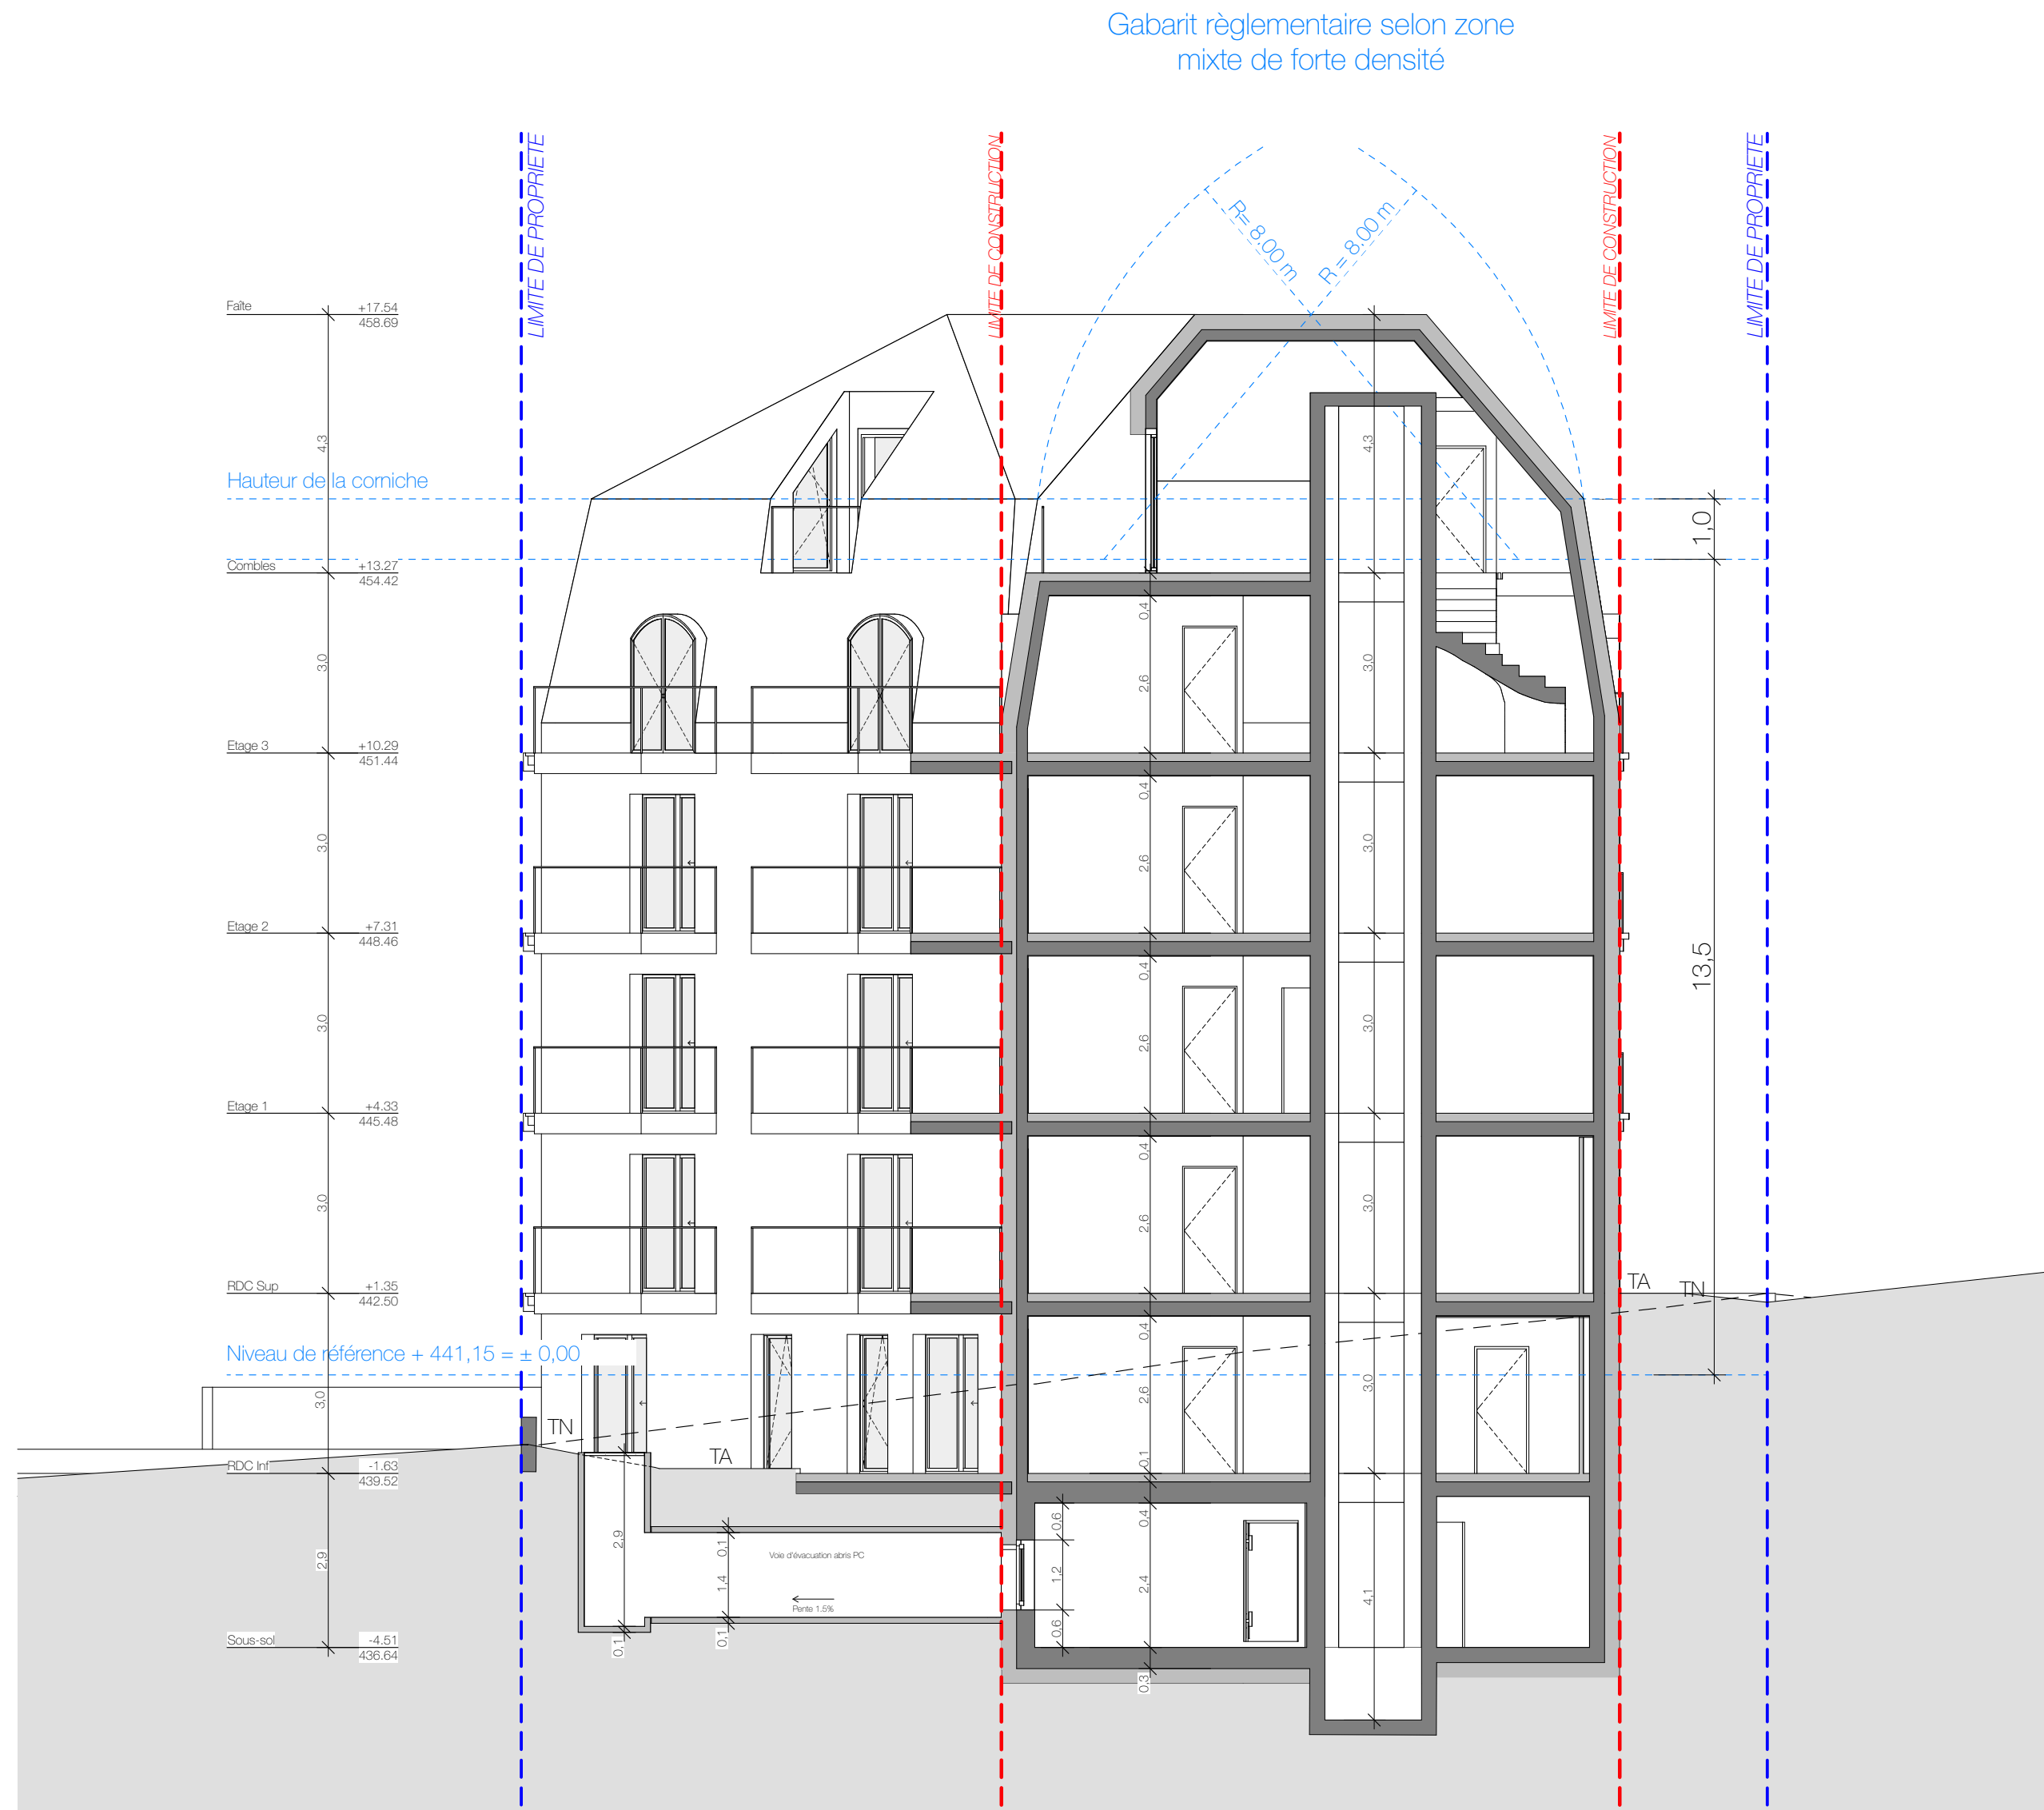 Gabarit règlementaire selon zone
mixte de forte densité
LIMITE DE PROPRIETE
LIMITE DE CONSTRUCTION
LIMITE DE CONSTRUCTION
LIMITE DE PROPRIETE
R= 8.00 m
R = 8.00 m
Faîte
+17.54
458.69
4,3
4,3
Hauteur de la corniche
1,0
Combles
+13.27
454.42
0,4
3,0
2,6
3,0
Etage 3
+10.29
451.44
0,4
3,0
2,6
3,0
Etage 2
+7.31
448.46
0,4
13,5
3,0
2,6
3,0
Etage 1
+4.33
445.48
0,4
3,0
2,6
3,0
RDC Sup
+1.35
442.50
TA
TN
0,4
Niveau de référence + 441,15 = ± 0,00
3,0
2,6
3,0
TN
TA
0,1
RDC Inf
-1.63
439.52
0,6
0,4
2,9
2,9
0,1
Voie d'évacuation abris PC
1,4
1,2
2,4
4,1
Pente 1.5%
0,6
Sous-sol
-4.51
436.64
0,1
0,1
0,3